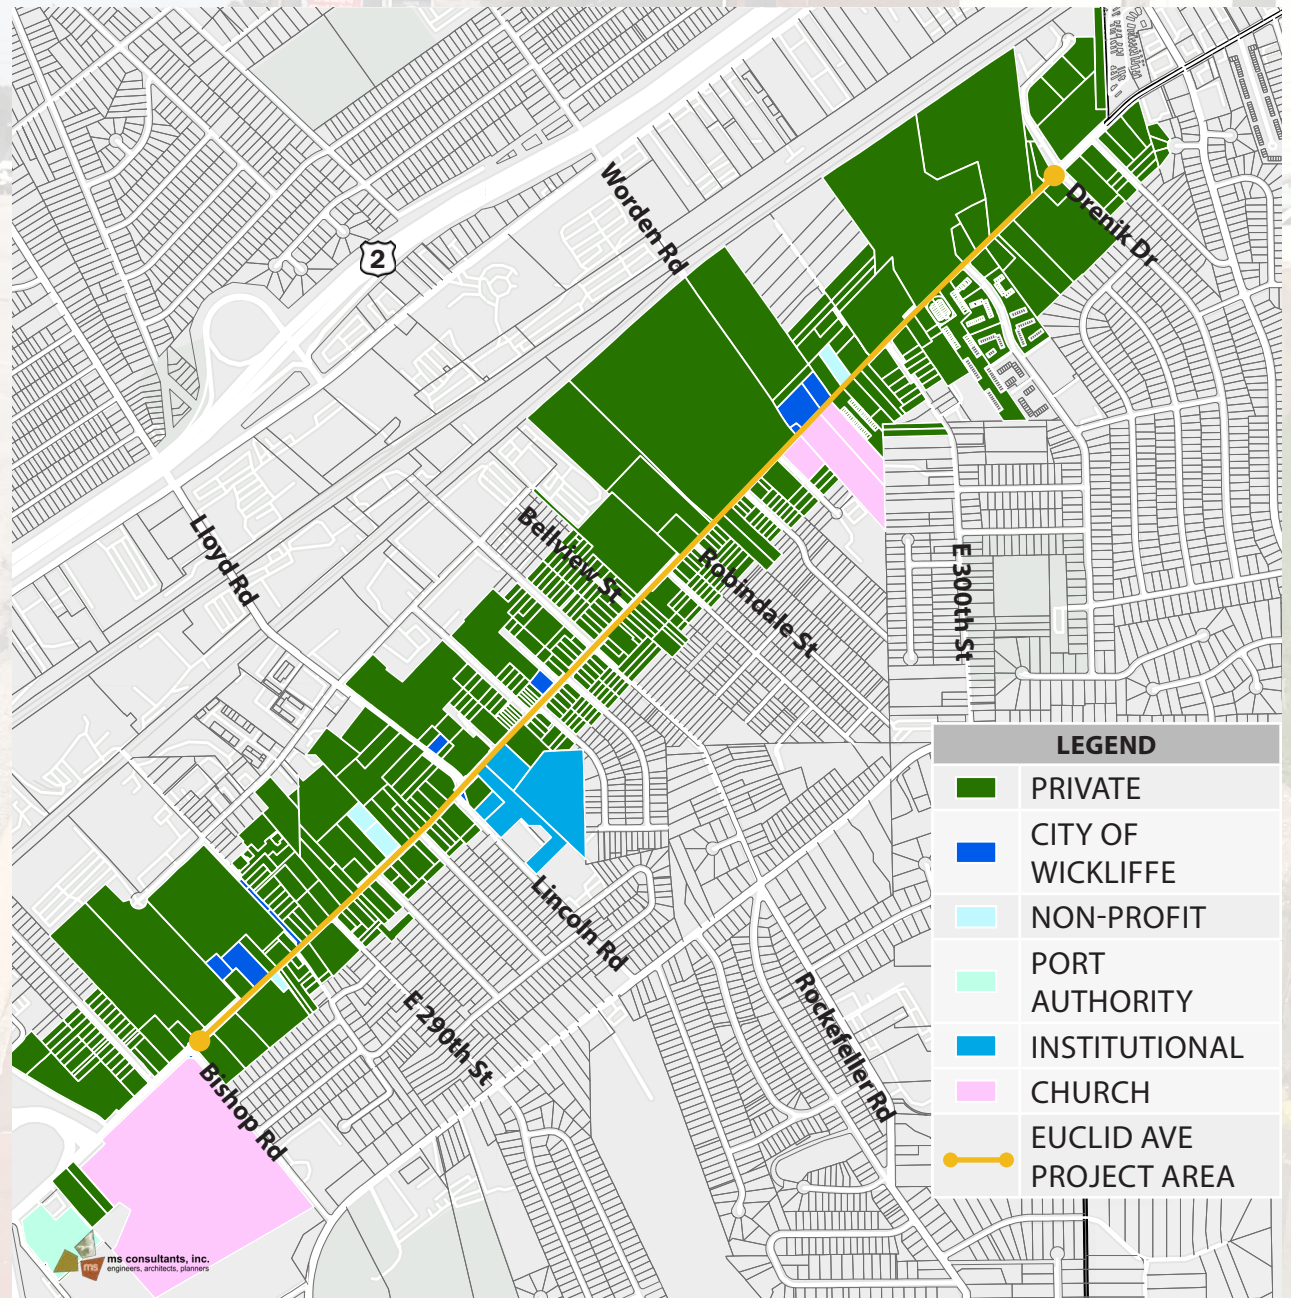 Worden Rd
2
Drenik Dr
Lloyd Rd
Bellview St
Robindale St
E 300th St
Lincoln Rd
E 290th St
Rockefeller Rd
Bishop Rd
LEGEND
PRIVATE
CITY OF
WICKLIFFE
NON-PROFIT
PORT
AUTHORITY
INSTITUTIONAL
CHURCH
EUCLID AVE
PROJECT AREA
ms
ms consultants, inc.
engineers, architects, planners